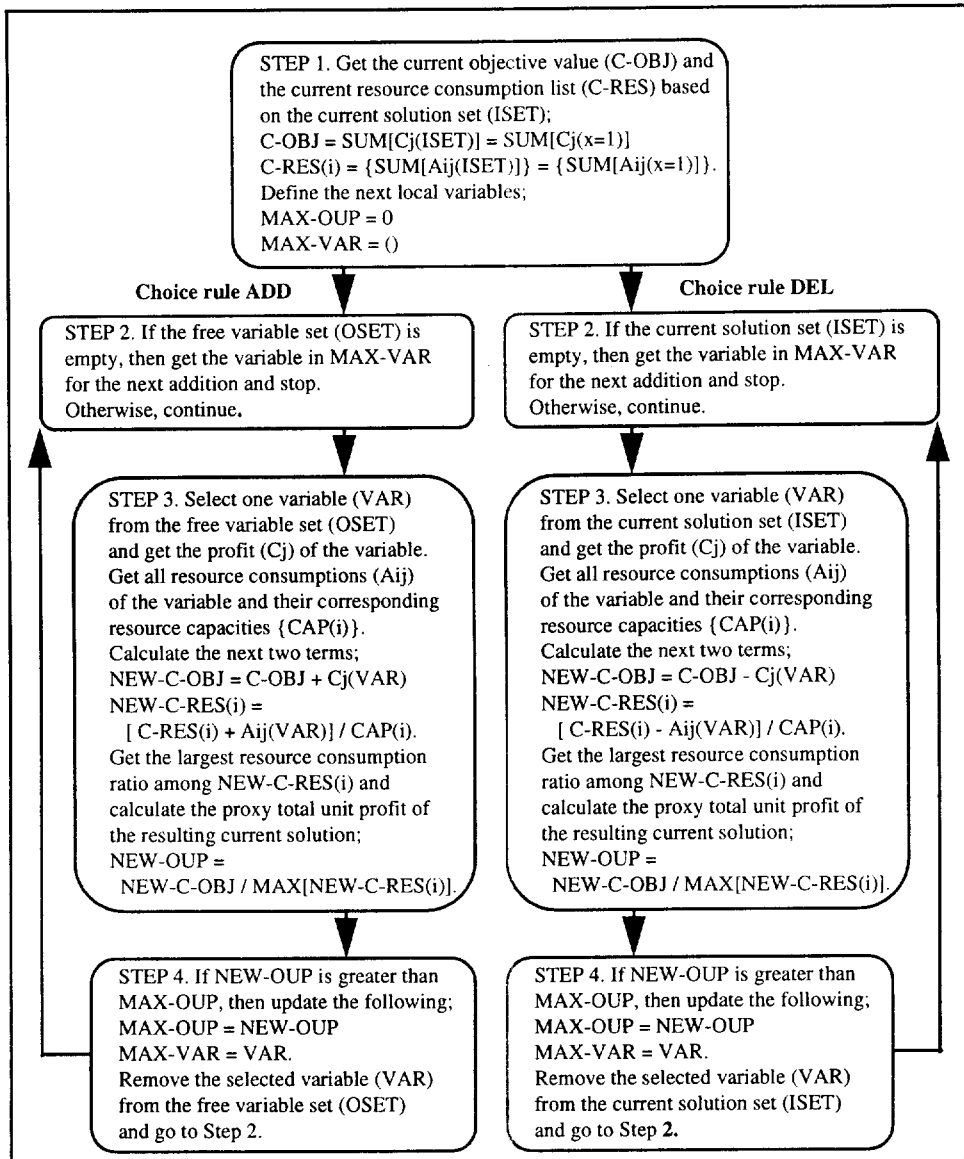 STEP 1. Get the current objective value (C-OBJ) and
the current resource consumption list (C-RES) based
on the current solution set (ISET);
C-OBJ = SUM[Cj(ISET)] = SUM[Cj(x=1)]
C-RES(i) = {SUM[Aij(ISET)]} = {SUM[Aij(x=1)]}.
Define the next local variables;
MAX-OUP = 0
MAX-VAR = ()
Choice rule ADD
STEP 2. If the free variable set (OSET) is
empty, then get the variable in MAX-VAR
for the next addition and stop.
Otherwise, continue.
STEP 3. Select one variable (VAR)
from the free variable set (OSET)
and get the profit (Cj) of the variable.
Get all resource consumptions (Aij)
of the variable and their corresponding
resource capacities {CAP(i)}.
Calculate the next two terms;
NEW-C-OBJ = C-OBJ + Cj(VAR)
NEW-C-RES(i) =
[ C-RES(i) + Aij(VAR)] / CAP(i).
Get the largest resource consumption
ratio among NEW-C-RES(i) and
calculate the proxy total unit profit of
the resulting current solution;
NEW-OUP =
NEW-C-OBJ / MAX[NEW-C-RES(i)].
STEP 4. If NEW-OUP is greater than
MAX-OUP, then update the following;
MAX-OUP = NEW-OUP
MAX-VAR = VAR.
Remove the selected variable (VAR)
from the free variable set (OSET)
and go to Step 2.
Choice rule DEL
STEP 2. If the current solution set (ISET) is
empty, then get the variable in MAX-VAR
for the next addition and stop.
Otherwise, continue.
STEP 3. Select one variable (VAR)
from the current solution set (ISET)
and get the profit (Cj) of the variable.
Get all resource consumptions (Aij)
of the variable and their corresponding
resource capacities {CAP(i)}.
Calculate the next two terms;
NEW-C-OBJ = C-OBJ - Cj(VAR)
NEW-C-RES(i) =
[ C-RES(i) - Aij(VAR)] / CAP(i).
Get the largest resource consumption
ratio among NEW-C-RES(i) and
calculate the proxy total unit profit of
the resulting current solution;
NEW-OUP =
NEW-C-OBJ / MAX[NEW-C-RES(i)].
STEP 4. If NEW-OUP is greater than
MAX-OUP, then update the following;
MAX-OUP = NEW-OUP
MAX-VAR = VAR.
Remove the selected variable (VAR)
from the current solution set (ISET)
and go to Step 2.